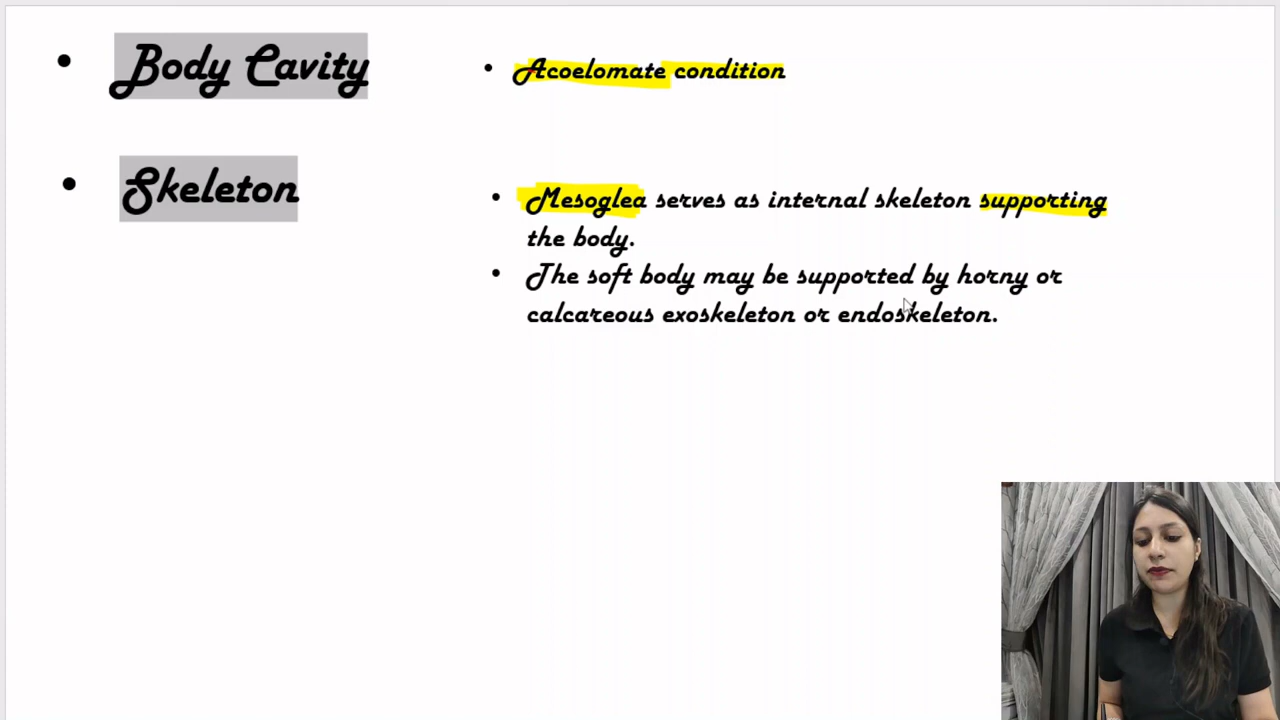 Body Cavity
Acoelomate condition
Skeleton
Mesoglea serves as internal skeleton supporting
the body.
The soft body may be supported by horny or
calcareous exoskeleton or endoskeleton.